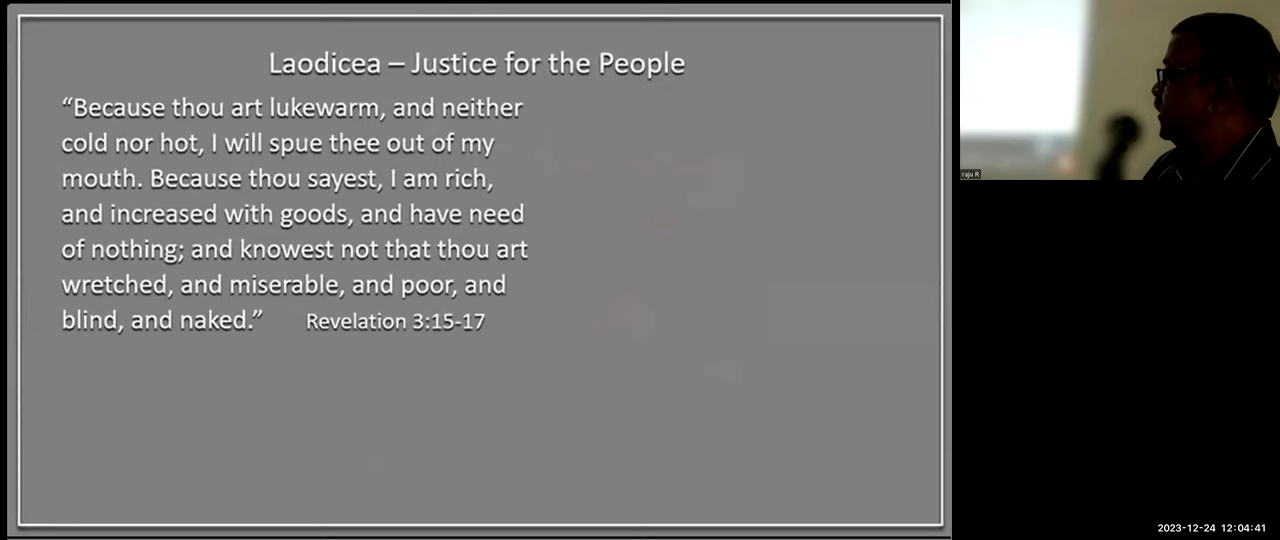 Laodicea – Justice for the People
“Because thou art lukewarm, and neither
cold nor hot, I will spue thee out of my
mouth. Because thou sayest, I am rich,
and increased with goods, and have need
of nothing; and knowest not that thou art
wretched, and miserable, and poor, and
blind, and naked.” Revelation 3:15-17
raju R
2023-12-24 12:04:41